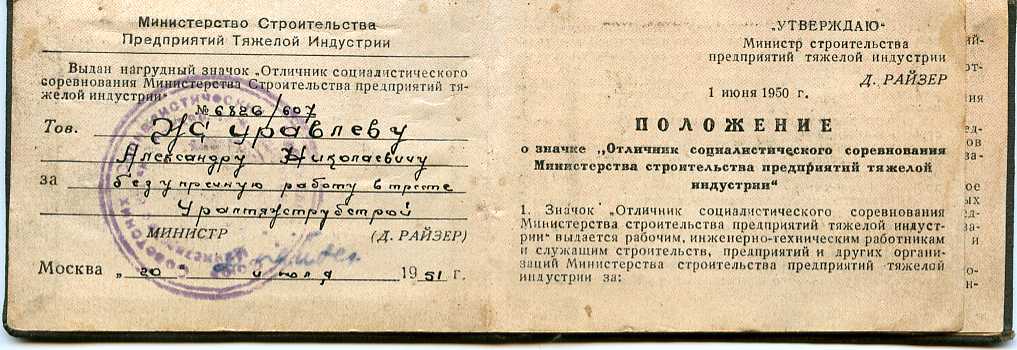 Министерство Строительства
Предприятий Тяжелой Индустрии
Выдан нагрудный значок „Отличник социалистического
соревнования Министерства Строительства предприятий тя-
желой индустрии“
№ 6826/607
Тов. Журавлеву
Александру Николаевичу
за безупречную работу в тресте
Уралтяжтрубстрой
МИНИСТР (Д. РАЙЗЕР)
Москва „20 июля 1951 г.
„УТВЕРЖДАЮ“
Министр строительства
предприятий тяжелой индустрии
Д. РАЙЗЕР
1 июня 1950 г.
ПОЛОЖЕНИЕ
о значке „Отличник социалистического соревнования
Министерства строительства предприятий тяжелой
индустрии“
1. Значок „Отличник социалистического соревнования
Министерства строительства предприятий тяжелой индуст-
рии“ выдается рабочим, инженерно-техническим работникам
и служащим строительств, предприятий и других органи-
заций Министерства строительства предприятий тяжелой
индустрии за: